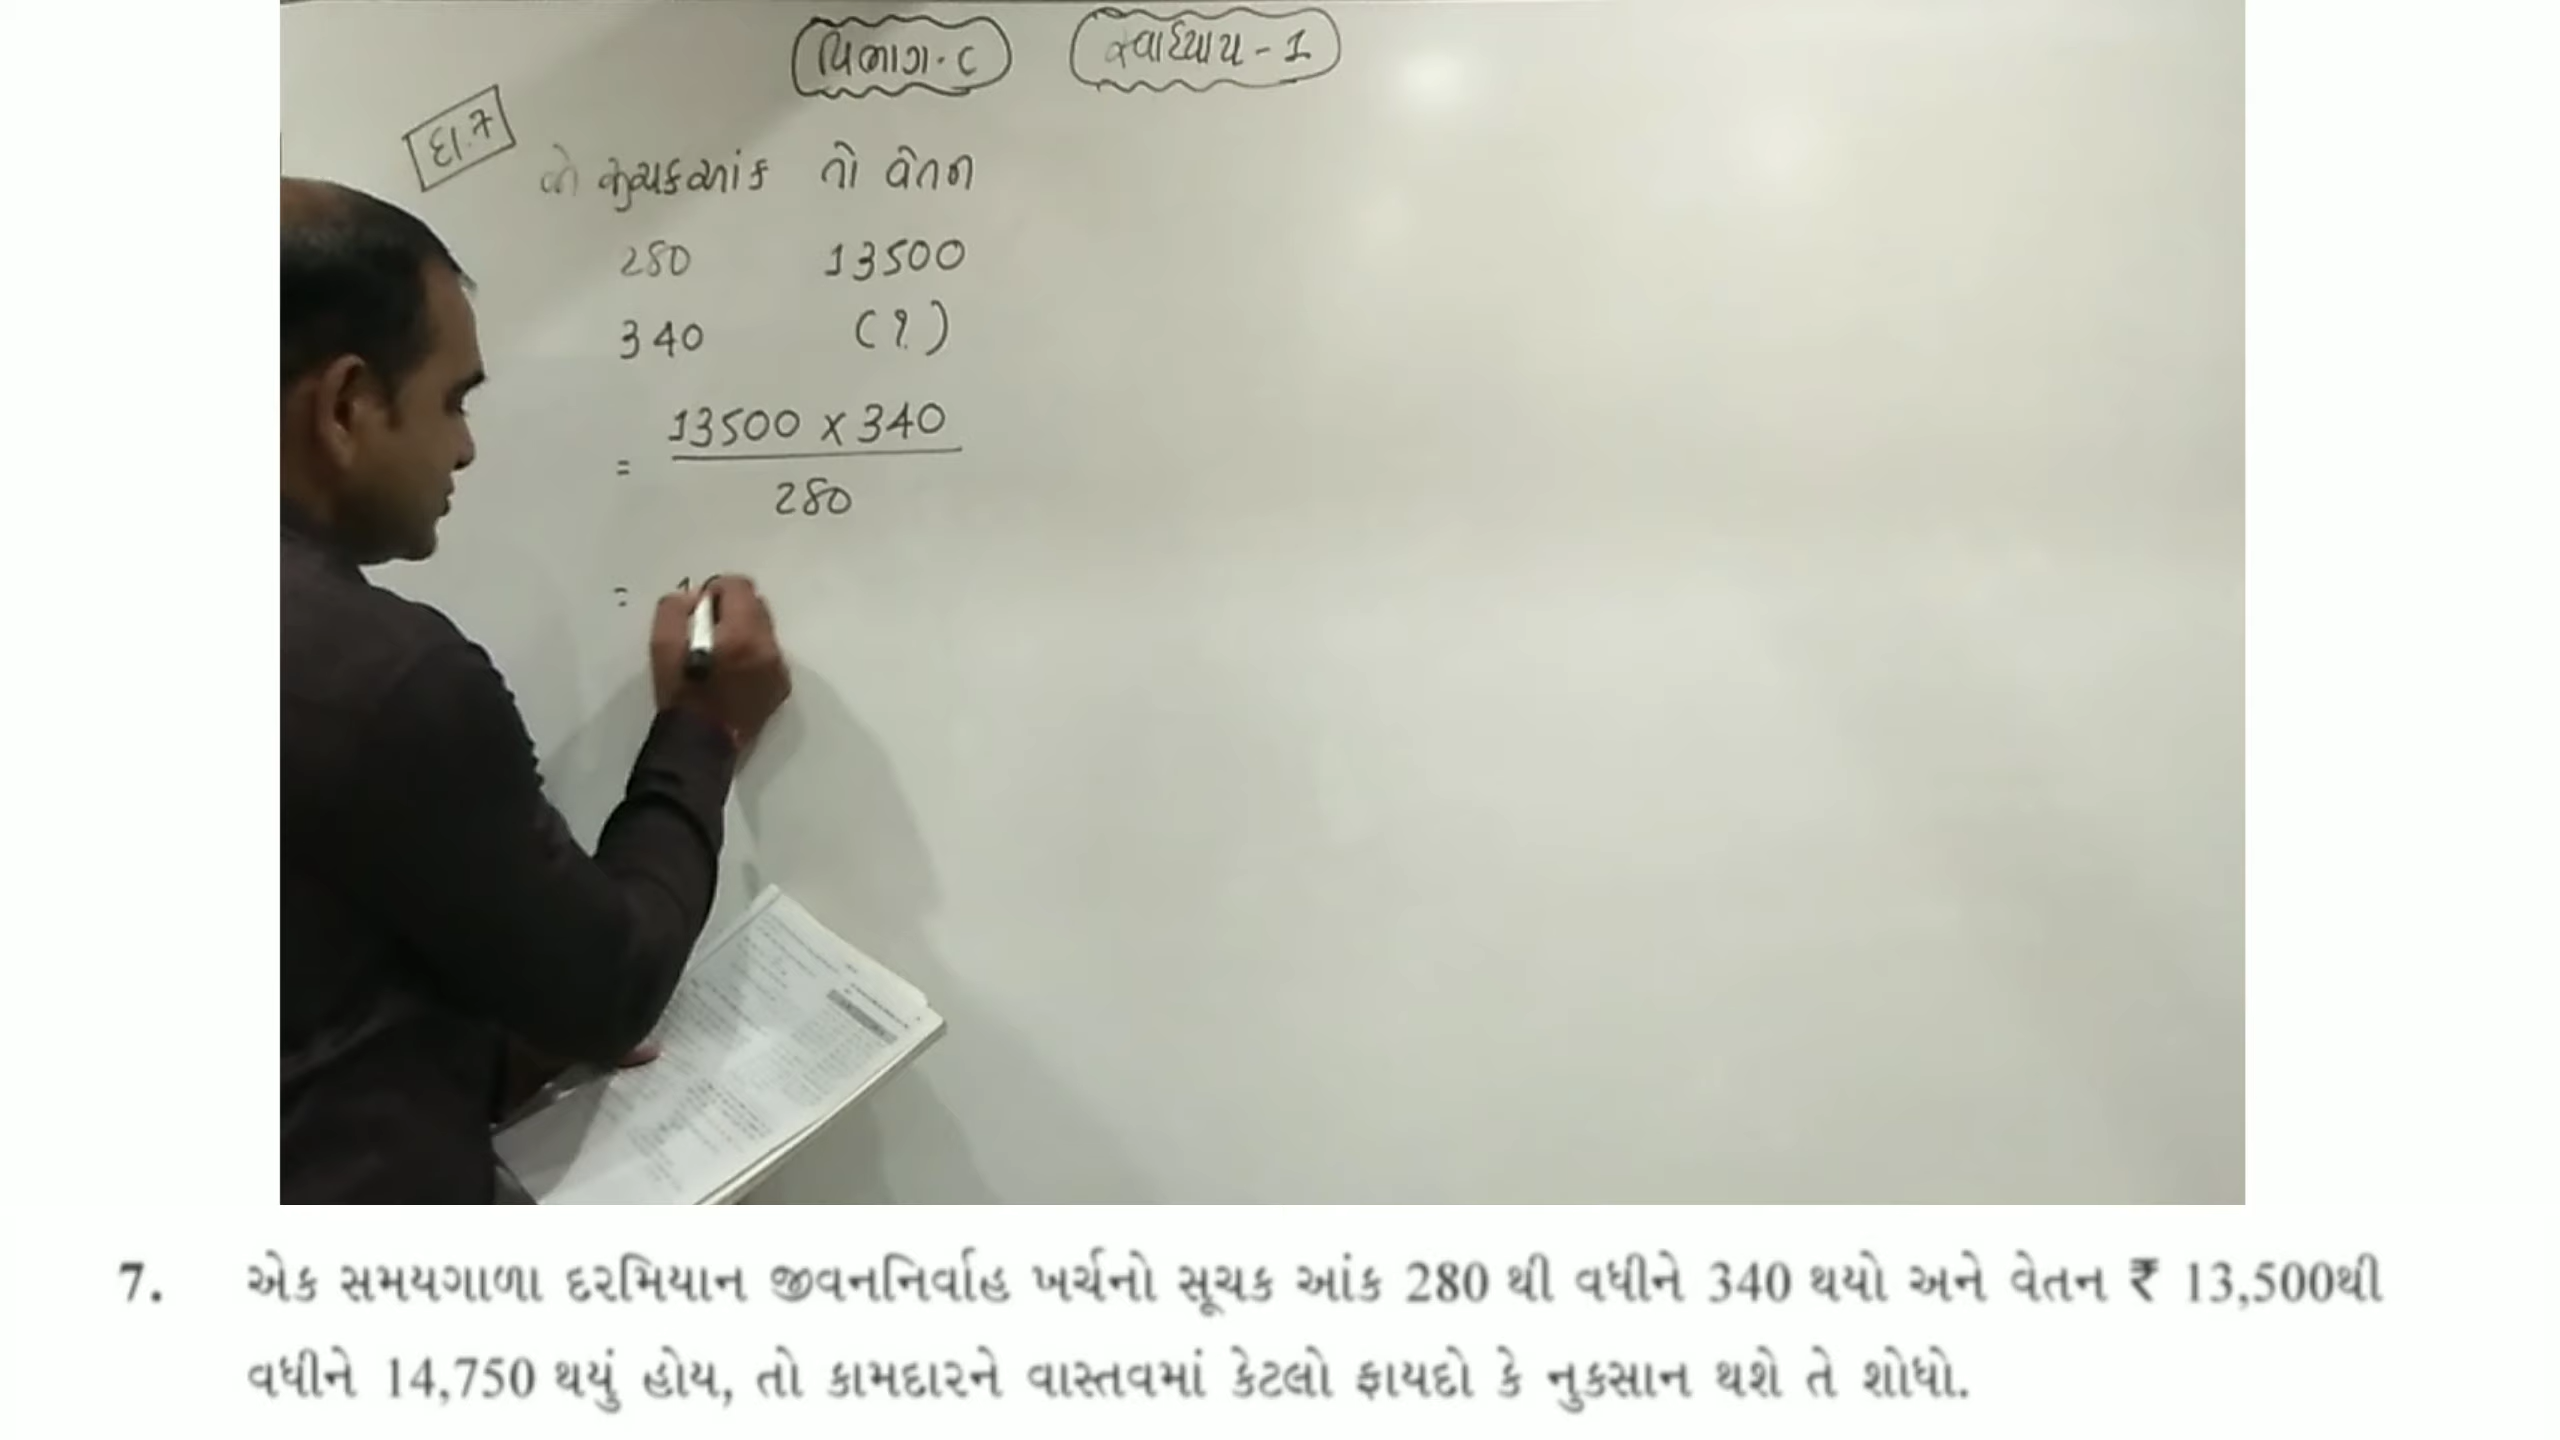 વિભાગ-C
સ્વાધ્યાય-1
દા.7
જો સૂચકઆંક તો વેતન
280 13500
340 (?)
= 13500 x 340
280
=
7. એક સમયગાળા દરમિયાન જીવનનિર્વાહ ખર્ચનો સૂચક આંક 280 થી વધીને 340 થયો અને વેતન ₹ 13,500થી
વધીને 14,750 થયું હોય, તો કામદારને વાસ્તવમાં કેટલો ફાયદો કે નુકસાન થશે તે શોધો.